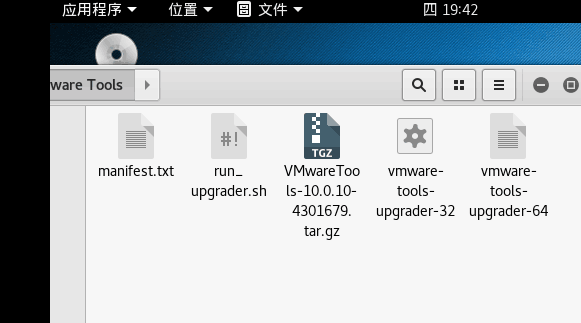 应用程序 位置 文件 四 19:42
ware Tools
#! TGZ
manifest.txt run_ VMwareToo vmware- vmware-
upgrader.sh ls-10.0.10- tools- tools-
4301679. upgrader-32 upgrader-64
tar.gz